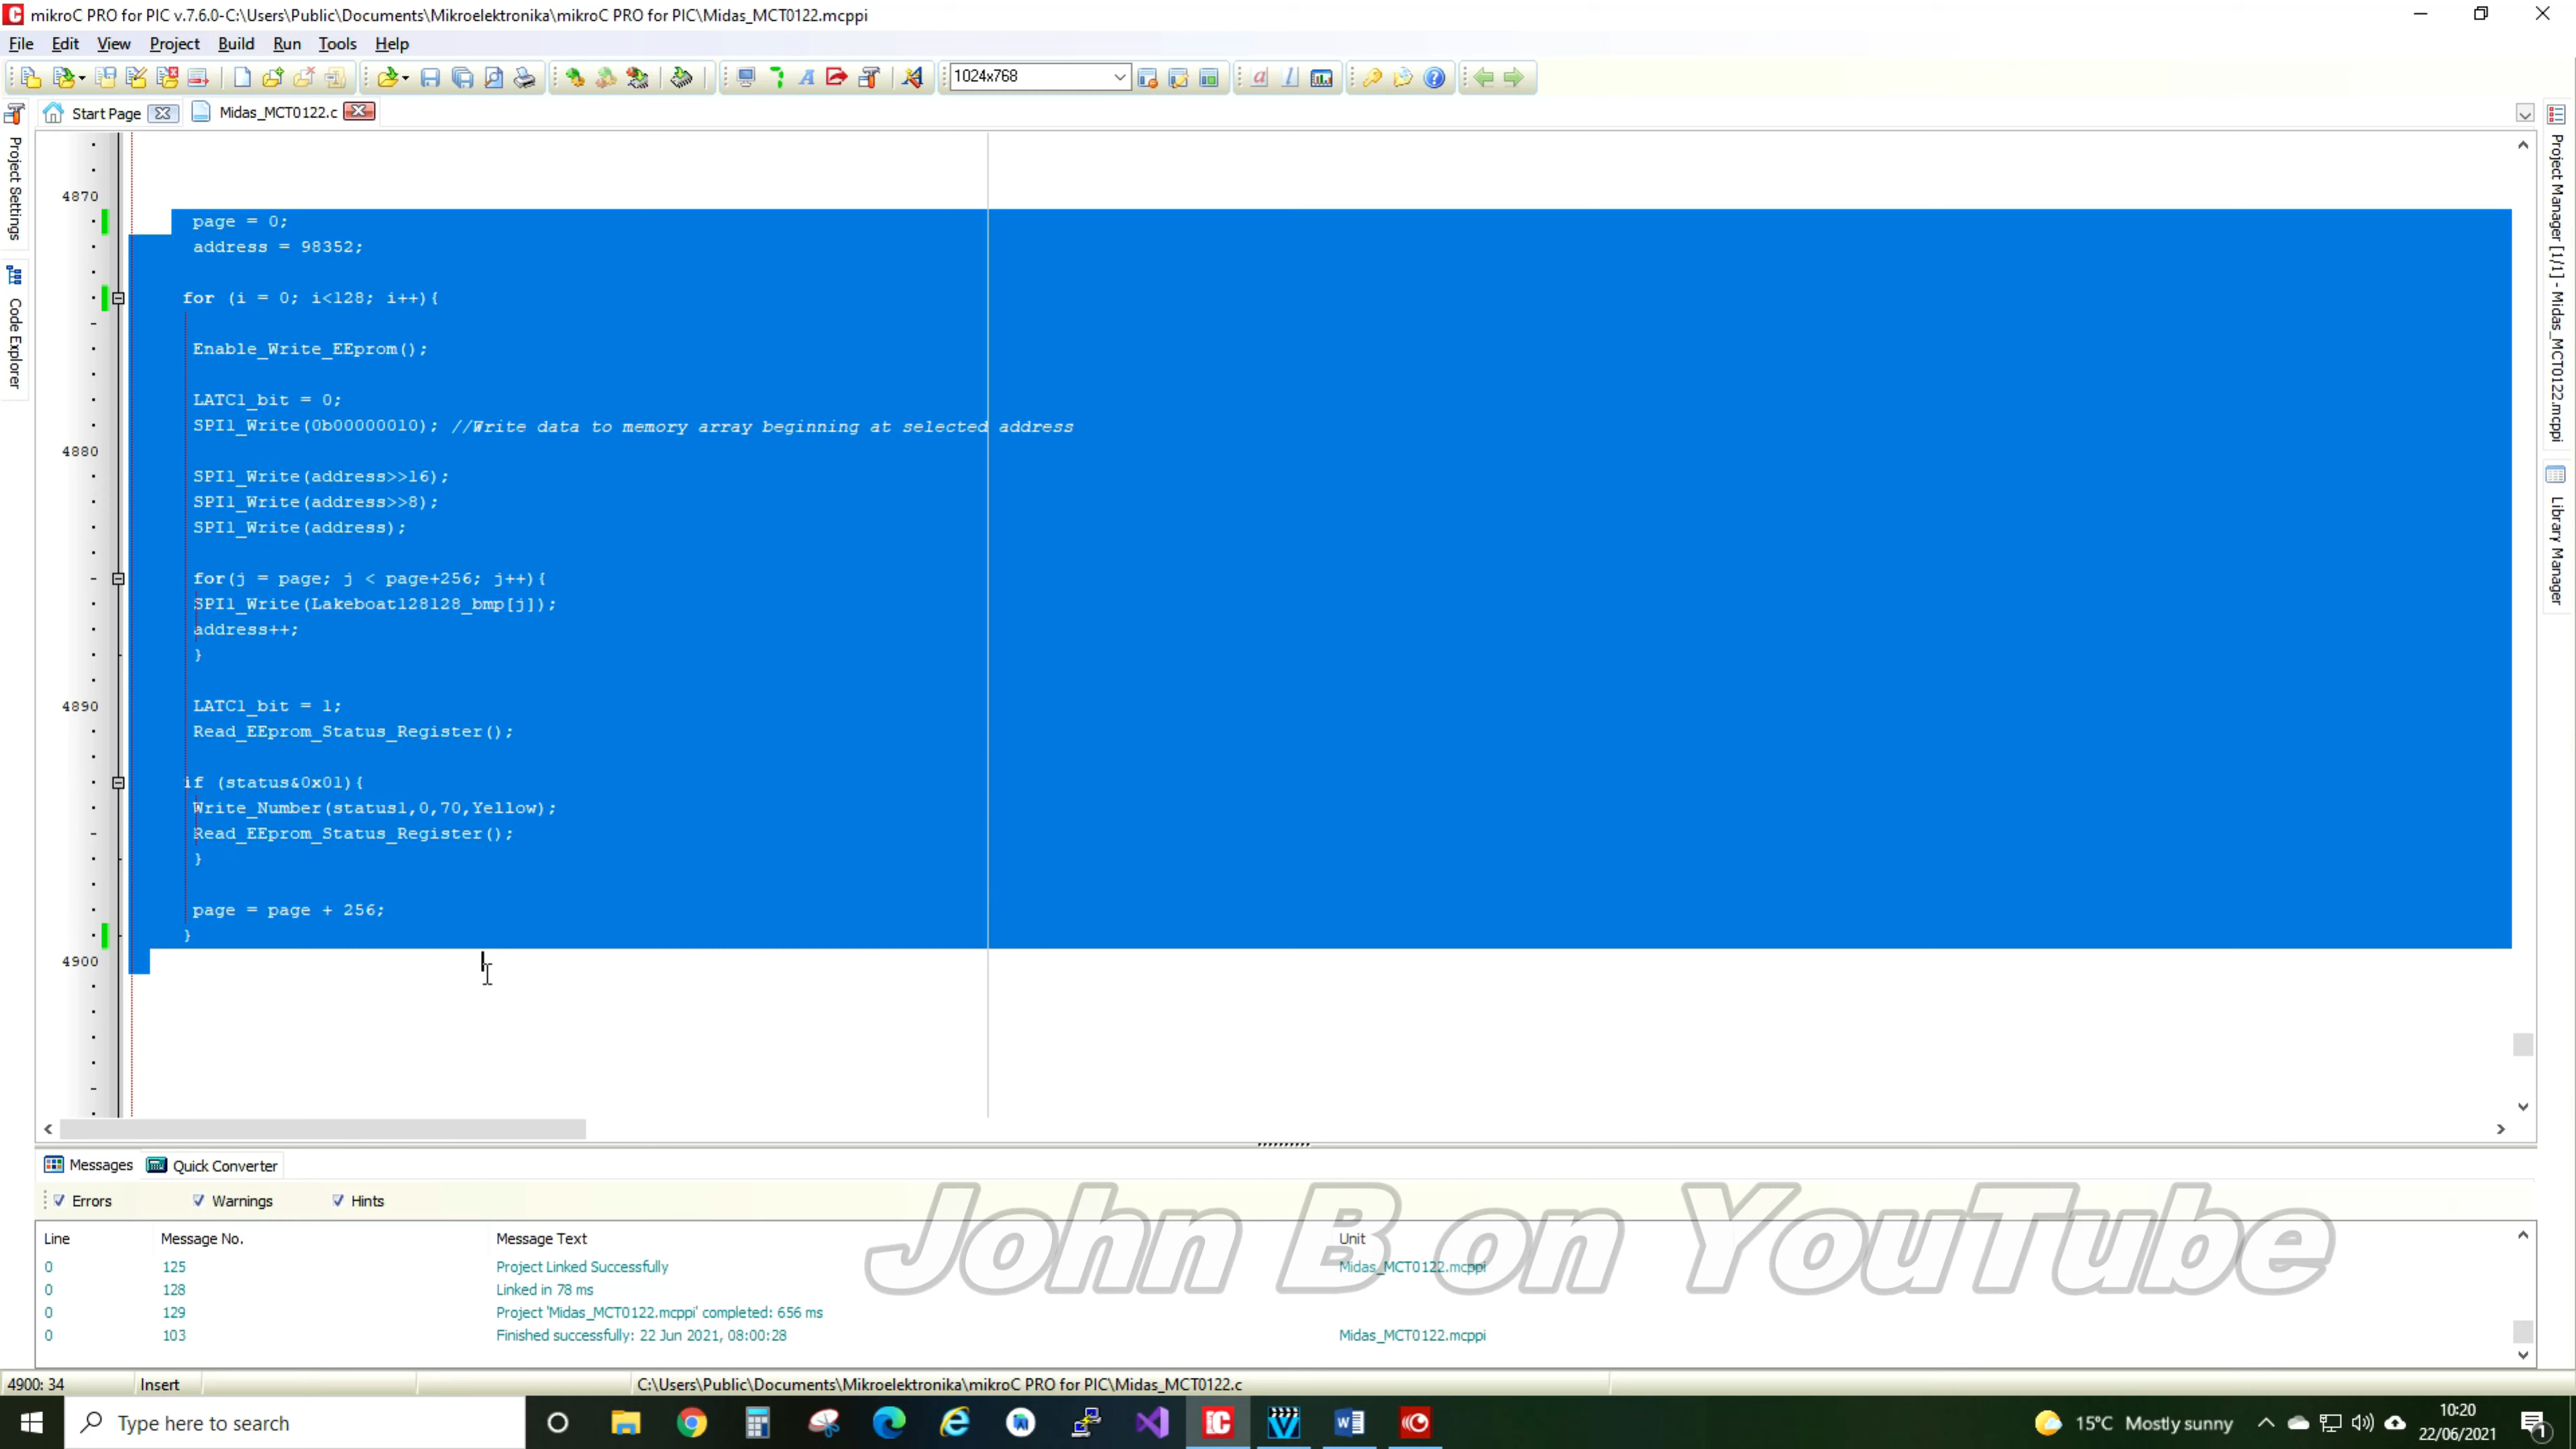 mikroC PRO for PIC v.7.6.0-C:\Users\Public\Documents\Mikroelektronika\mikroC PRO for PIC\Midas_MCT0122.mcppi
File Edit View Project Build Run Tools Help
1024x768
Start Page Midas_MCT0122.c
Project Settings
Code Explorer
4870
page = 0;
address = 98352;
for (i = 0; i<128; i++){
Enable_Write_EEprom();
LATC1_bit = 0;
SPI1_Write(0b00000010); //Write data to memory array beginning at selected address
4880
SPI1_Write(address>>16);
SPI1_Write(address>>8);
SPI1_Write(address);
for(j = page; j < page+256; j++){
SPI1_Write(Lakeboat128128_bmp[j]);
address++;
}
4890 LATC1_bit = 1;
Read_EEprom_Status_Register();
if (status&0x01){
Write_Number(status1,0,70,Yellow);
Read_EEprom_Status_Register();
}
page = page + 256;
}
4900
Project Manager [1/1] - Midas_MCT0122.mcppi
Library Manager
Messages Quick Converter
Errors Warnings Hints
John B on YouTube
Line Message No. Message Text Unit
0 125 Project Linked Successfully Midas_MCT0122.mcppi
0 128 Linked in 78 ms
0 129 Project 'Midas_MCT0122.mcppi' completed: 656 ms
0 103 Finished successfully: 22 Jun 2021, 08:00:28 Midas_MCT0122.mcppi
4900: 34 Insert C:\Users\Public\Documents\Mikroelektronika\mikroC PRO for PIC\Midas_MCT0122.c
Type here to search
15°C Mostly sunny
10:20
22/06/2021
1